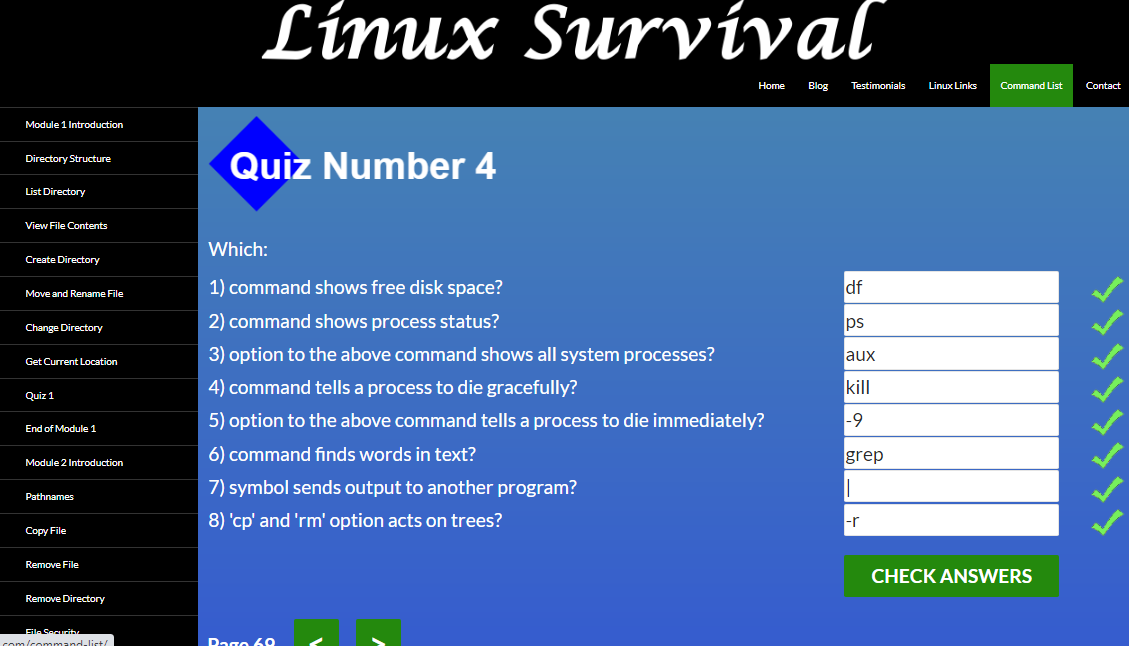 Linux Survival
Home Blog Testimonials Linux Links Command List Contact
Module 1 Introduction
Directory Structure
List Directory
View File Contents
Create Directory
Move and Rename File
Change Directory
Get Current Location
Quiz 1
End of Module 1
Module 2 Introduction
Pathnames
Copy File
Remove File
Remove Directory
File Security
.com/command-list/
Quiz Number 4
Which:
1) command shows free disk space? df
2) command shows process status? ps
3) option to the above command shows all system processes? aux
4) command tells a process to die gracefully? kill
5) option to the above command tells a process to die immediately? -9
6) command finds words in text? grep
7) symbol sends output to another program? |
8) 'cp' and 'rm' option acts on trees? -r
CHECK ANSWERS
Page 69 < >